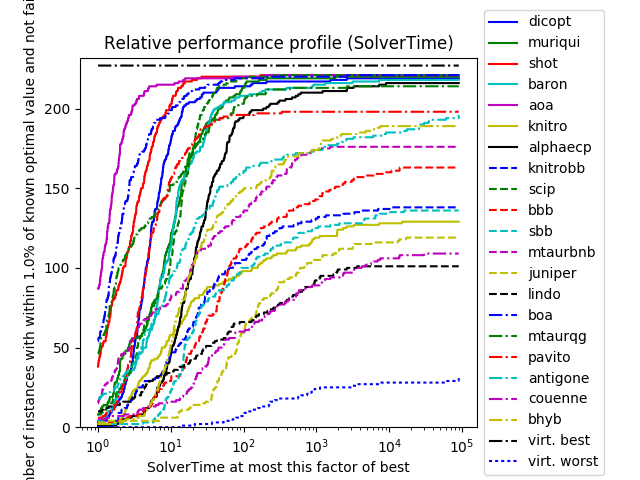 Relative performance profile (SolverTime)
of instances with within 1.0% of known optimal value and not
0
50
100
150
200
10⁰
10¹
10²
10³
10⁴
10⁵
SolverTime at most this factor of best
dicopt
muriqui
shot
baron
aoa
knitro
alphaecp
knitrobb
scip
bbb
sbb
mtaurbnb
juniper
lindo
boa
mtaurqg
pavito
antigone
couenne
bhyb
virt. best
virt. worst